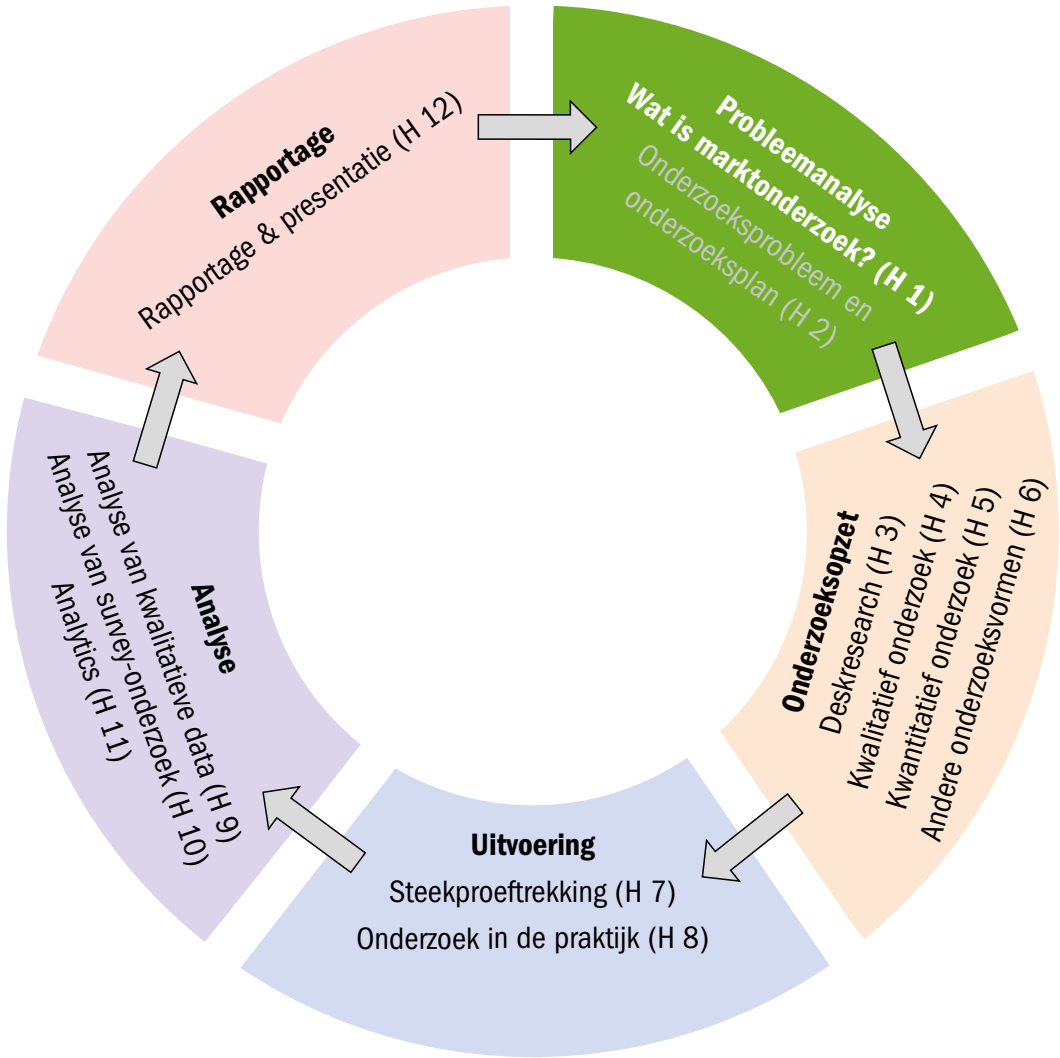 Probleemanalyse
Wat is marktonderzoek? (H 1)
Onderzoeksprobleem en
onderzoeksplan (H 2)
Onderzoeksopzet
Deskresearch (H 3)
Kwalitatief onderzoek (H 4)
Kwantitatief onderzoek (H 5)
Andere onderzoeksvormen (H 6)
Uitvoering
Steekproeftrekking (H 7)
Onderzoek in de praktijk (H 8)
Analyse
Analyse van kwalitatieve data (H 9)
Analyse van survey-onderzoek (H 10)
Analytics (H 11)
Rapportage
Rapportage & presentatie (H 12)